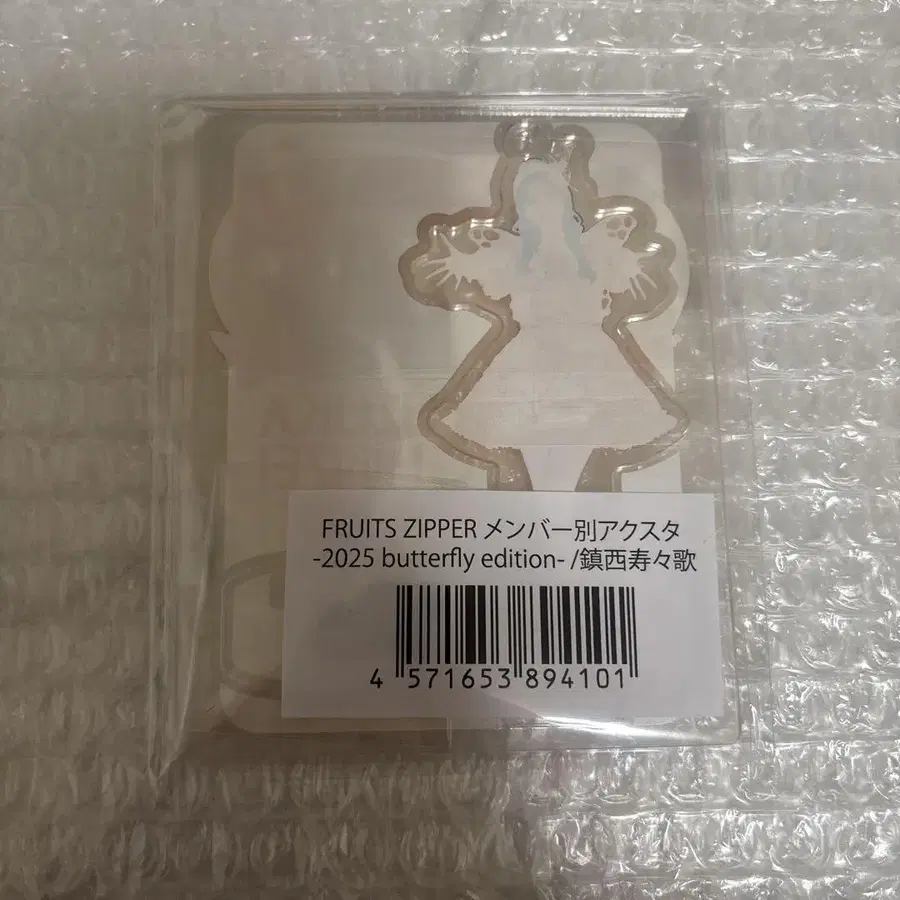 FRUITS ZIPPER メンバー別アクスタ
-2025 butterfly edition- /鎮西寿々歌
4 571653 894101